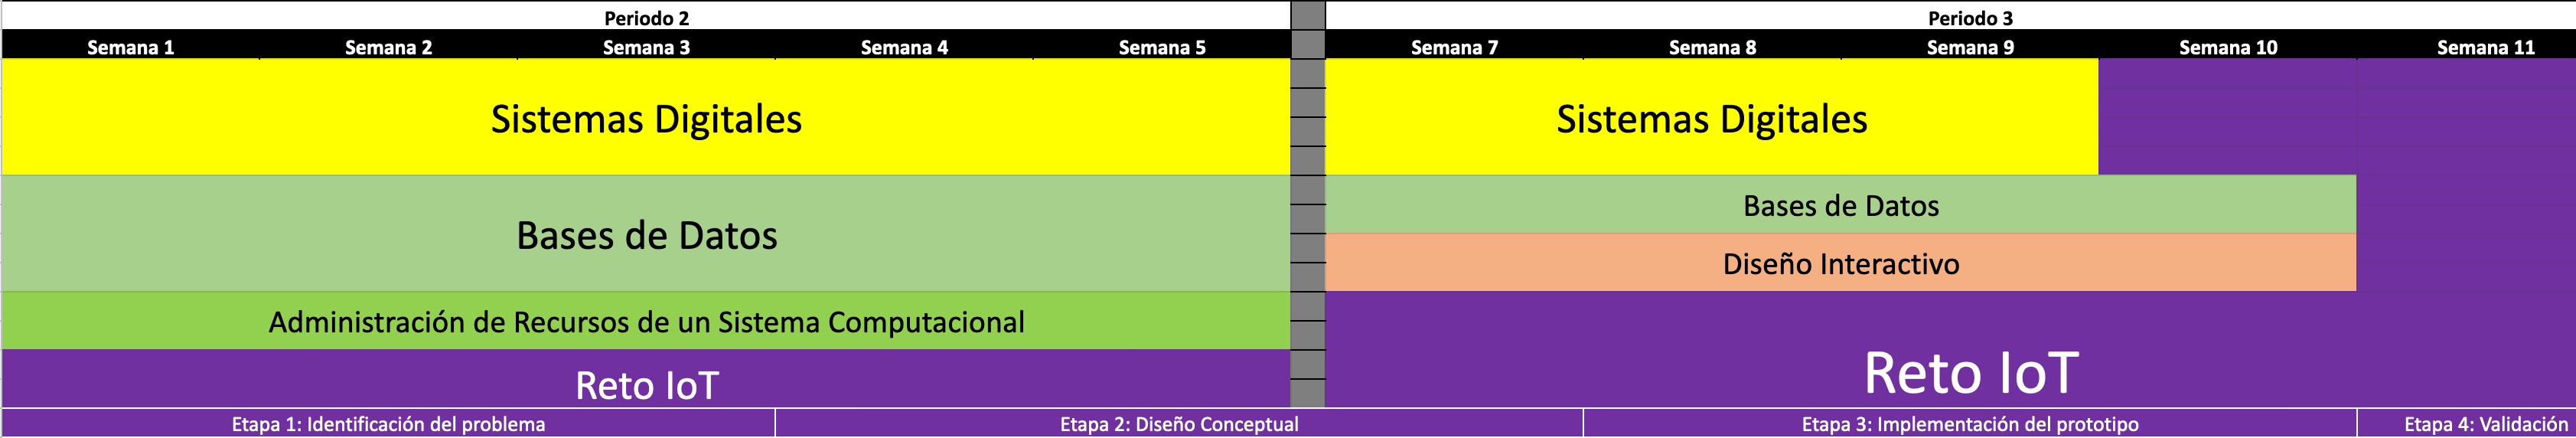 Periodo 2
Periodo 3
Semana 1
Semana 2
Semana 3
Semana 4
Semana 5
Semana 7
Semana 8
Semana 9
Semana 10
Semana 11
Sistemas Digitales
Sistemas Digitales
Bases de Datos
Bases de Datos
Diseño Interactivo
Administración de Recursos de un Sistema Computacional
Reto IoT
Reto IoT
Etapa 1: Identificación del problema
Etapa 2: Diseño Conceptual
Etapa 3: Implementación del prototipo
Etapa 4: Validación